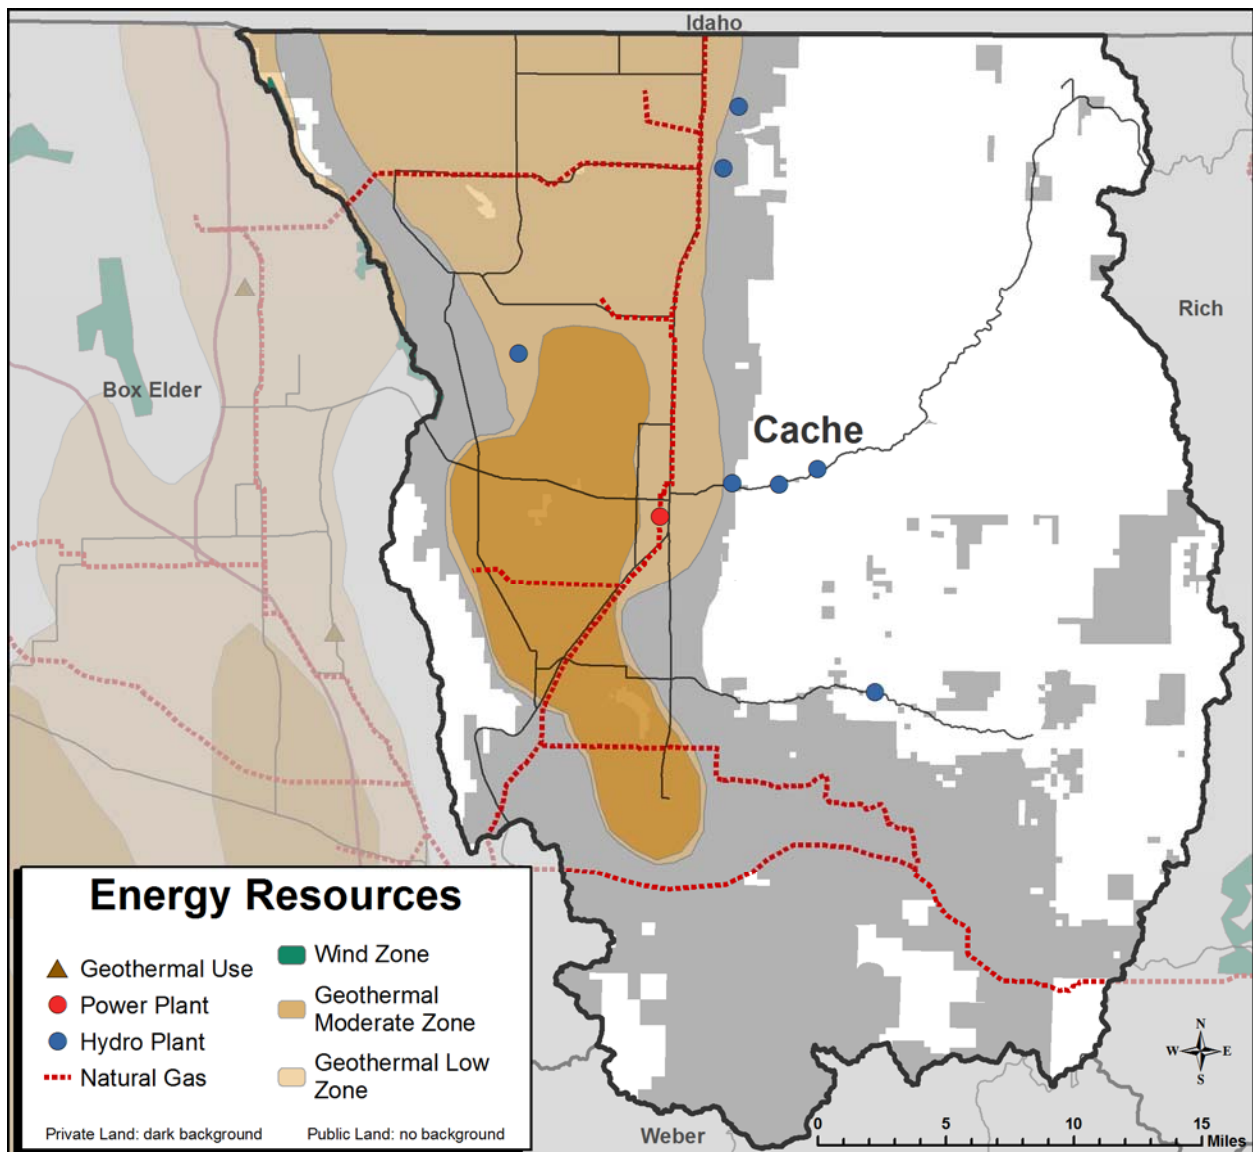 Idaho
Rich
Box Elder
Cache
Energy Resources
Geothermal Use
Power Plant
Hydro Plant
Natural Gas
Wind Zone
Geothermal
Moderate Zone
Geothermal Low
Zone
Private Land: dark background
Public Land: no background
Weber
N
W E
S
0 5 10 15
Miles